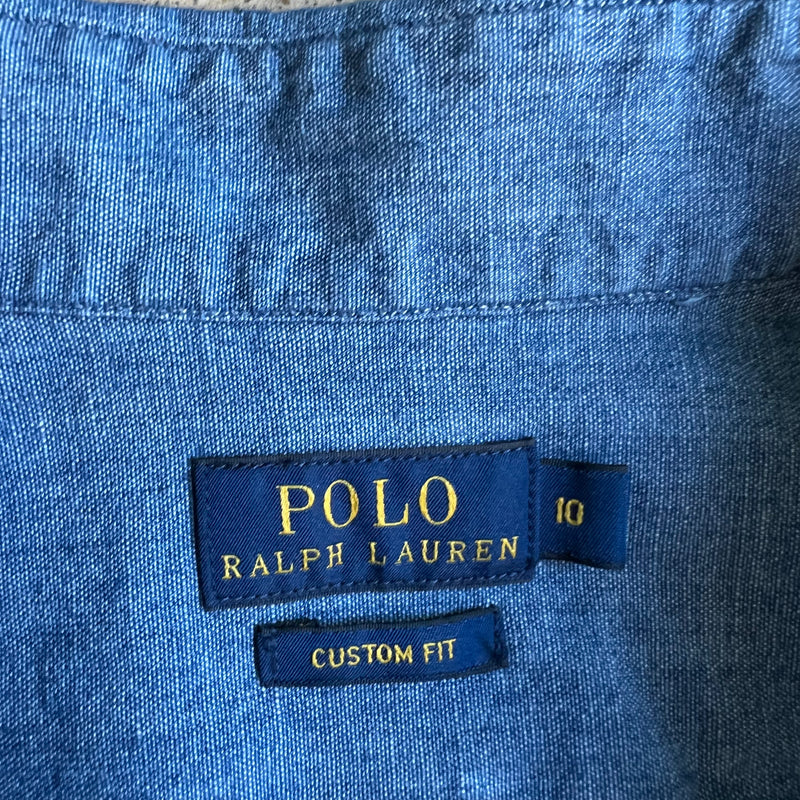 POLO
RALPH LAUREN
10
CUSTOM FIT